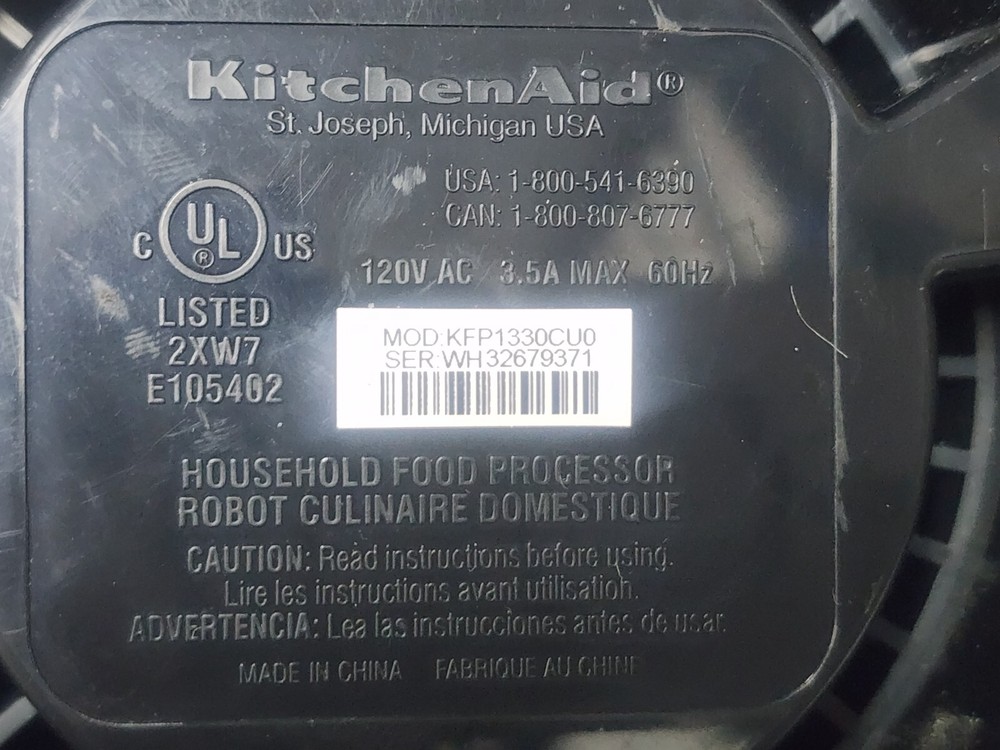 KitchenAid®
St. Joseph, Michigan USA
USA: 1-800-541-6390
CAN: 1-800-807-6777
C UL® US
120V AC 3.5A MAX 60Hz
LISTED
2XW7
E105402
MOD:KFP1330CU0
SER:WH32679371
HOUSEHOLD FOOD PROCESSOR
ROBOT CULINAIRE DOMESTIQUE
CAUTION: Read instructions before using.
Lire les instructions avant utilisation.
ADVERTENCIA: Lea las instrucciones antes de usar.
MADE IN CHINA FABRIQUE AU CHINE